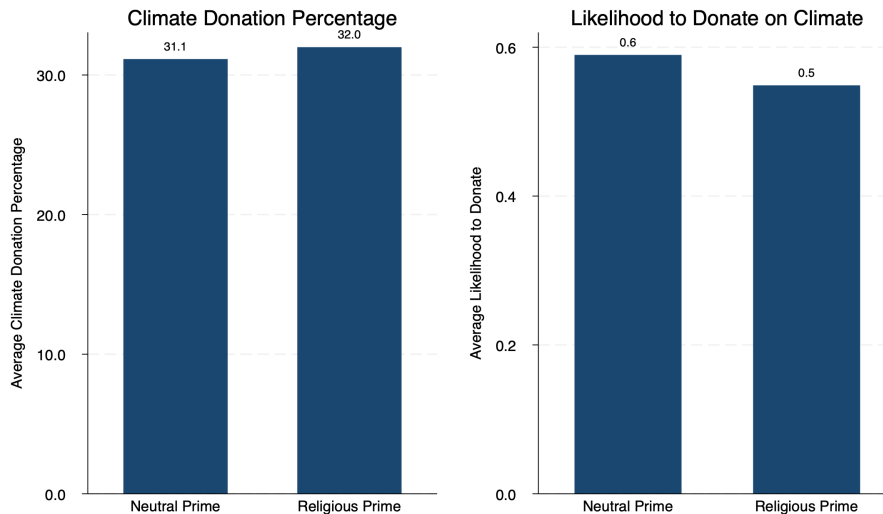 Climate Donation Percentage
Average Climate Donation Percentage
30.0
20.0
10.0
0.0
31.1
32.0
Neutral Prime
Religious Prime
Likelihood to Donate on Climate
Average Likelihood to Donate
0.6
0.4
0.2
0.0
0.6
0.5
Neutral Prime
Religious Prime